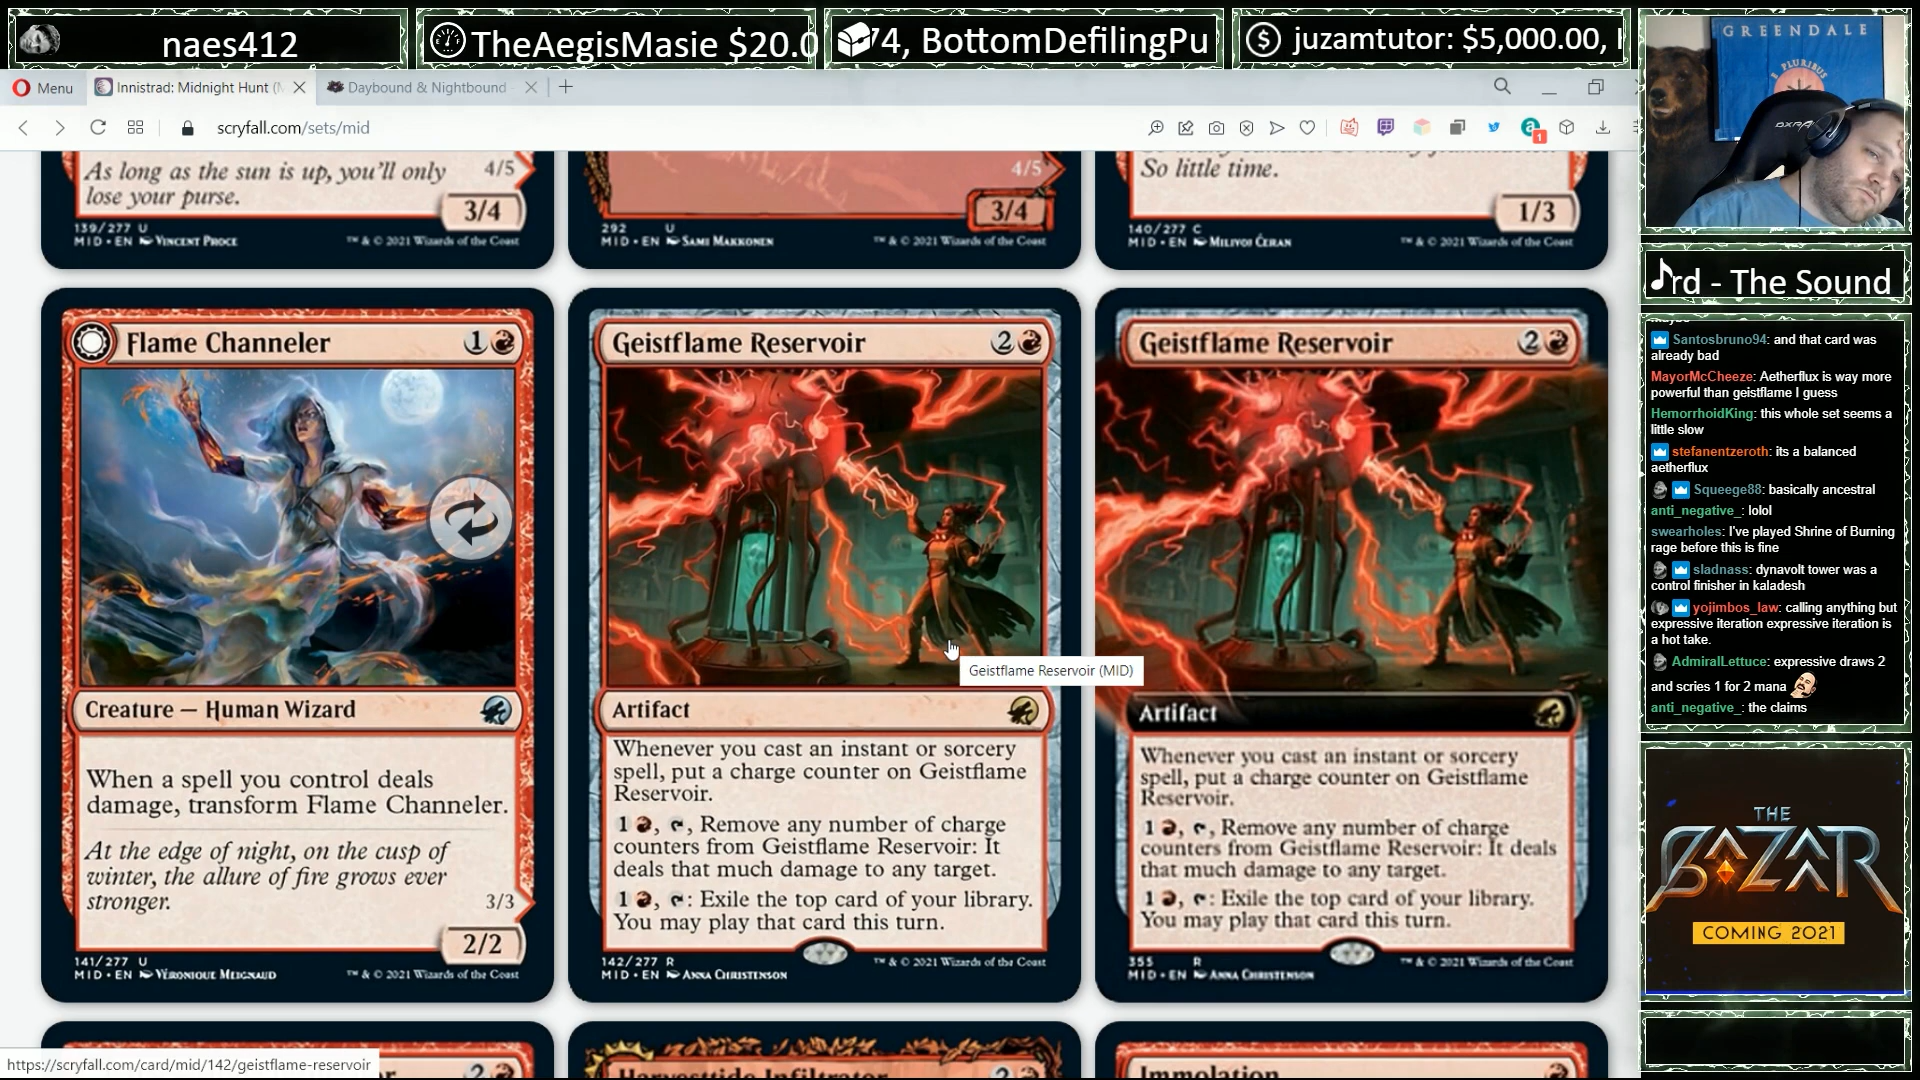 naes412
TheAegisMasie $20.0
74, BottomDefilingPu
juzamtutor: $5,000.00,
GREENDALE
E PLURIBUS
Menu
Innistrad: Midnight Hunt (M
Daybound & Nightbound
scryfall.com/sets/mid
1
rd - The Sound
As long as the sun is up, you'll only
lose your purse.
4/5
3/4
139/277 U
MID • EN Vincent Proce
™ & © 2021 Wizards of the Coast
4/5
3/4
292 U
MID • EN Sami Makkonen
™ & © 2021 Wizards of the Coast
So little time.
1/3
140/277 C
MID • EN Milivoj Ćeran
™ & © 2021 Wizards of the Coast
Flame Channeler
1
Creature — Human Wizard
When a spell you control deals
damage, transform Flame Channeler.
At the edge of night, on the cusp of
winter, the allure of fire grows ever
stronger.
3/3
2/2
141/277 U
MID • EN Véronique Meignaud
™ & © 2021 Wizards of the Coast
Geistflame Reservoir
2
Geistflame Reservoir (MID)
Artifact
Whenever you cast an instant or sorcery
spell, put a charge counter on Geistflame
Reservoir.
1 , , Remove any number of charge
counters from Geistflame Reservoir: It
deals that much damage to any target.
1 , : Exile the top card of your library.
You may play that card this turn.
142/277 R
MID • EN Anna Christenson
™ & © 2021 Wizards of the Coast
Geistflame Reservoir
2
Artifact
Whenever you cast an instant or sorcery
spell, put a charge counter on Geistflame
Reservoir.
1 , , Remove any number of charge
counters from Geistflame Reservoir: It deals
that much damage to any target.
1 , : Exile the top card of your library.
You may play that card this turn.
355 R
MID • EN Anna Christenson
™ & © 2021 Wizards of the Coast
2
Harvesttide Infiltrator
2
Immolation
https://scryfall.com/card/mid/142/geistflame-reservoir
Santosbruno94: and that card was
already bad
MayorMcCheeze: Aetherflux is way more
powerful than geistflame I guess
HemorrhoidKing: this whole set seems a
little slow
stefanentzeroth: its a balanced
aetherflux
Squeege88: basically ancestral
anti_negative_: lolol
swearholes: I've played Shrine of Burning
rage before this is fine
sladnass: dynavolt tower was a
control finisher in kaladesh
yojimbos_law: calling anything but
expressive iteration expressive iteration is
a hot take.
AdmiralLettuce: expressive draws 2
and scries 1 for 2 mana
anti_negative_: the claims
THE
BAZAAR
COMING 2021